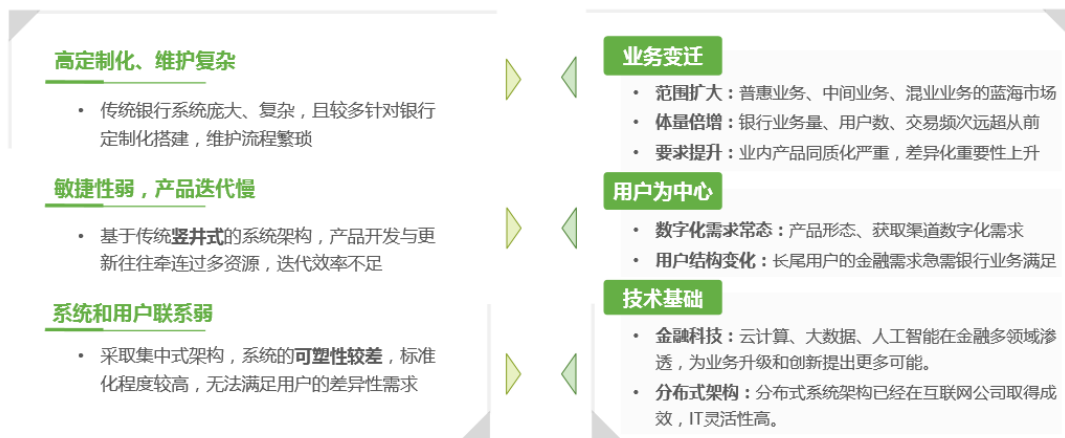 高定制化、维护复杂
• 传统银行系统庞大、复杂，且较多针对银行
定制化搭建，维护流程繁琐
敏捷性弱，产品迭代慢
• 基于传统竖井式的系统架构，产品开发与更
新往往牵连过多资源，迭代效率不足
系统和用户联系弱
• 采取集中式架构，系统的可塑性较差，标准
化程度较高，无法满足用户的差异性需求
业务变迁
• 范围扩大：普惠业务、中间业务、混业业务的蓝海市场
• 体量倍增：银行业务量、用户数、交易频次远超从前
• 要求提升：业内产品同质化严重，差异化重要性上升
用户为中心
• 数字化需求常态：产品形态、获取渠道数字化需求
• 用户结构变化：长尾用户的金融需求急需银行业务满足
技术基础
• 金融科技：云计算、大数据、人工智能在金融多领域渗
透，为业务升级和创新提出更多可能。
• 分布式架构：分布式系统架构已经在互联网公司取得成
效，IT灵活性高。